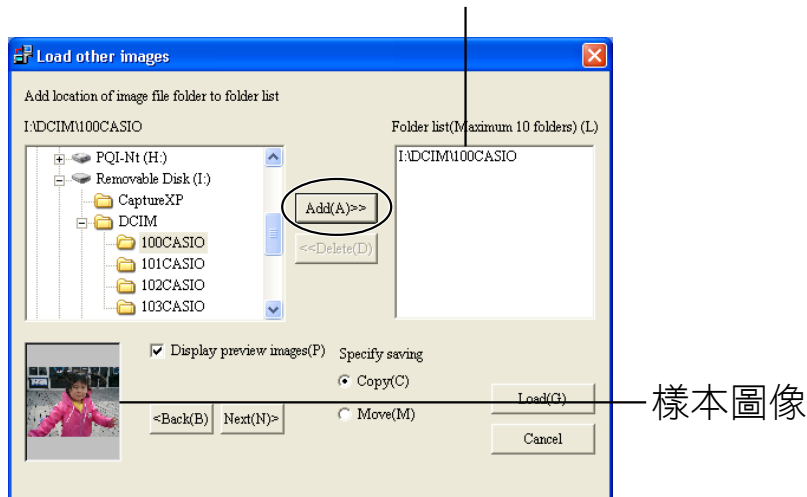 Load other images
Add location of image file folder to folder list
I:\DCIM\100CASIO
Folder list(Maximum 10 folders) (L)
PQI-Nt (H:)
Removable Disk (I:)
CaptureXP
DCIM
100CASIO
101CASIO
102CASIO
103CASIO
Add(A)>>
<<Delete(D)
I:\DCIM\100CASIO
Display preview images(P)
Specify saving
Copy(C)
Move(M)
<Back(B)
Next(N)>
Load(G)
Cancel
樣本圖像